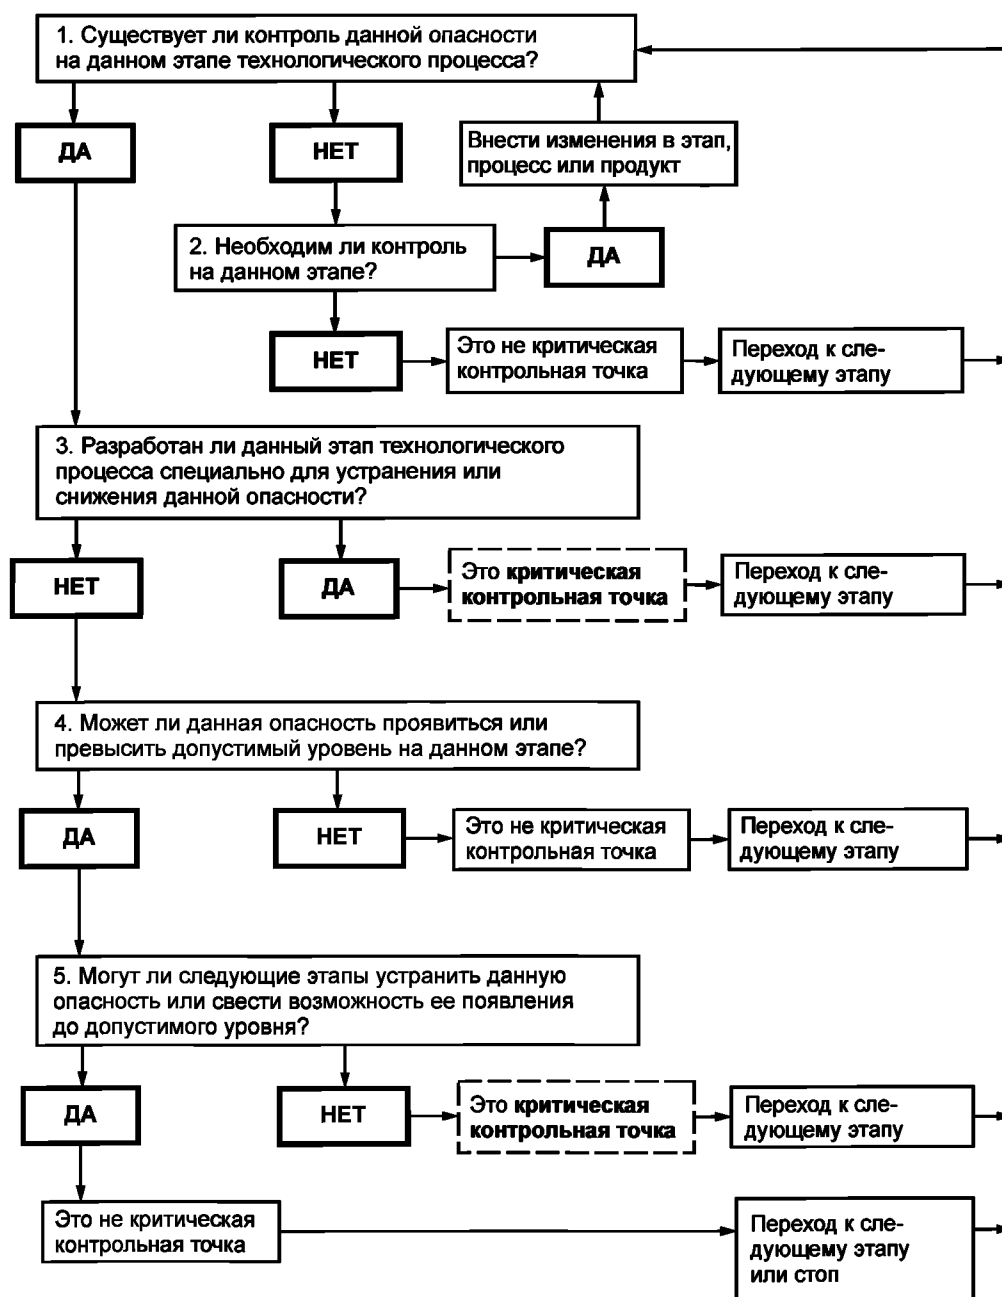 1. Существует ли контроль данной опасности
на данном этапе технологического процесса?
ДА
НЕТ
Внести изменения в этап,
процесс или продукт
2. Необходим ли контроль
на данном этапе?
ДА
НЕТ
Это не критическая
контрольная точка
Переход к сле-
дующему этапу
3. Разработан ли данный этап технологического
процесса специально для устранения или
снижения данной опасности?
НЕТ
ДА
Это критическая
контрольная точка
Переход к сле-
дующему этапу
4. Может ли данная опасность проявиться или
превысить допустимый уровень на данном этапе?
ДА
НЕТ
Это не критическая
контрольная точка
Переход к сле-
дующему этапу
5. Могут ли следующие этапы устранить данную
опасность или свести возможность ее появления
до допустимого уровня?
ДА
НЕТ
Это критическая
контрольная точка
Переход к сле-
дующему этапу
Это не критическая
контрольная точка
Переход к сле-
дующему этапу
или стоп